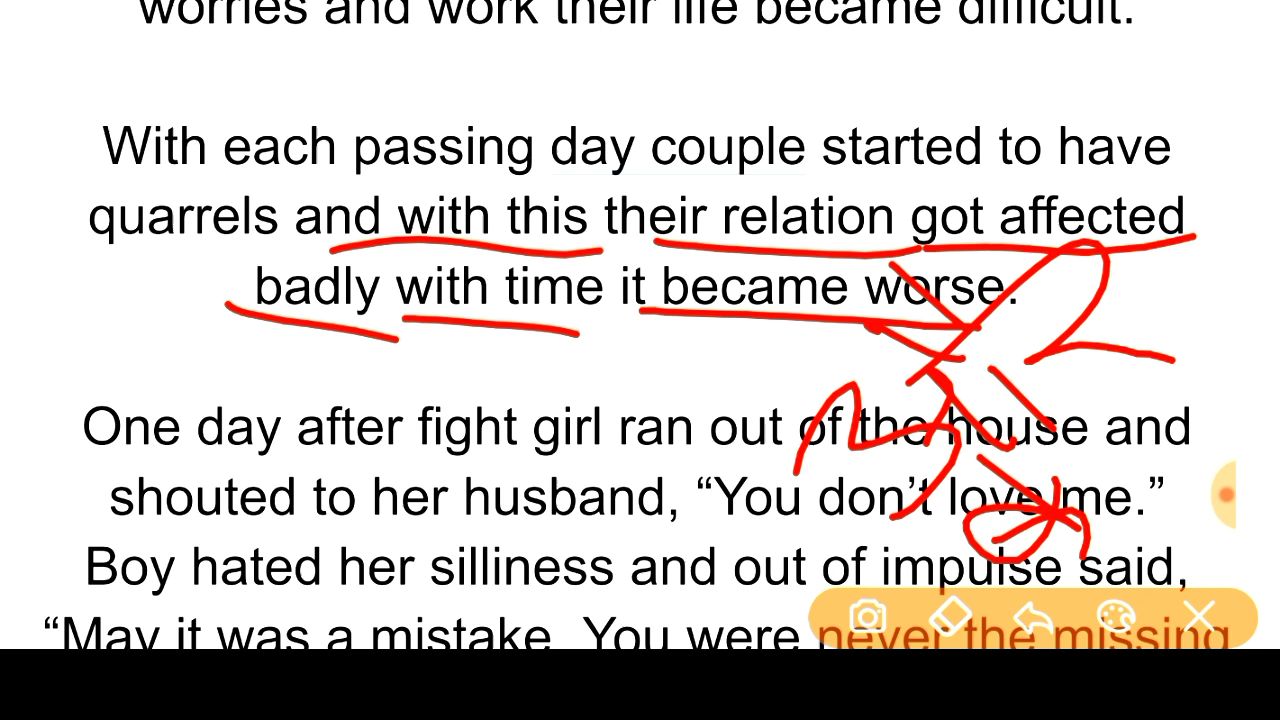 worries and work their life became difficult.
With each passing day couple started to have
quarrels and with this their relation got affected
badly with time it became worse.
One day after fight girl ran out of the house and
shouted to her husband, “You don’t love me.”
Boy hated her silliness and out of impulse said,
“May it was a mistake. You were never the missing